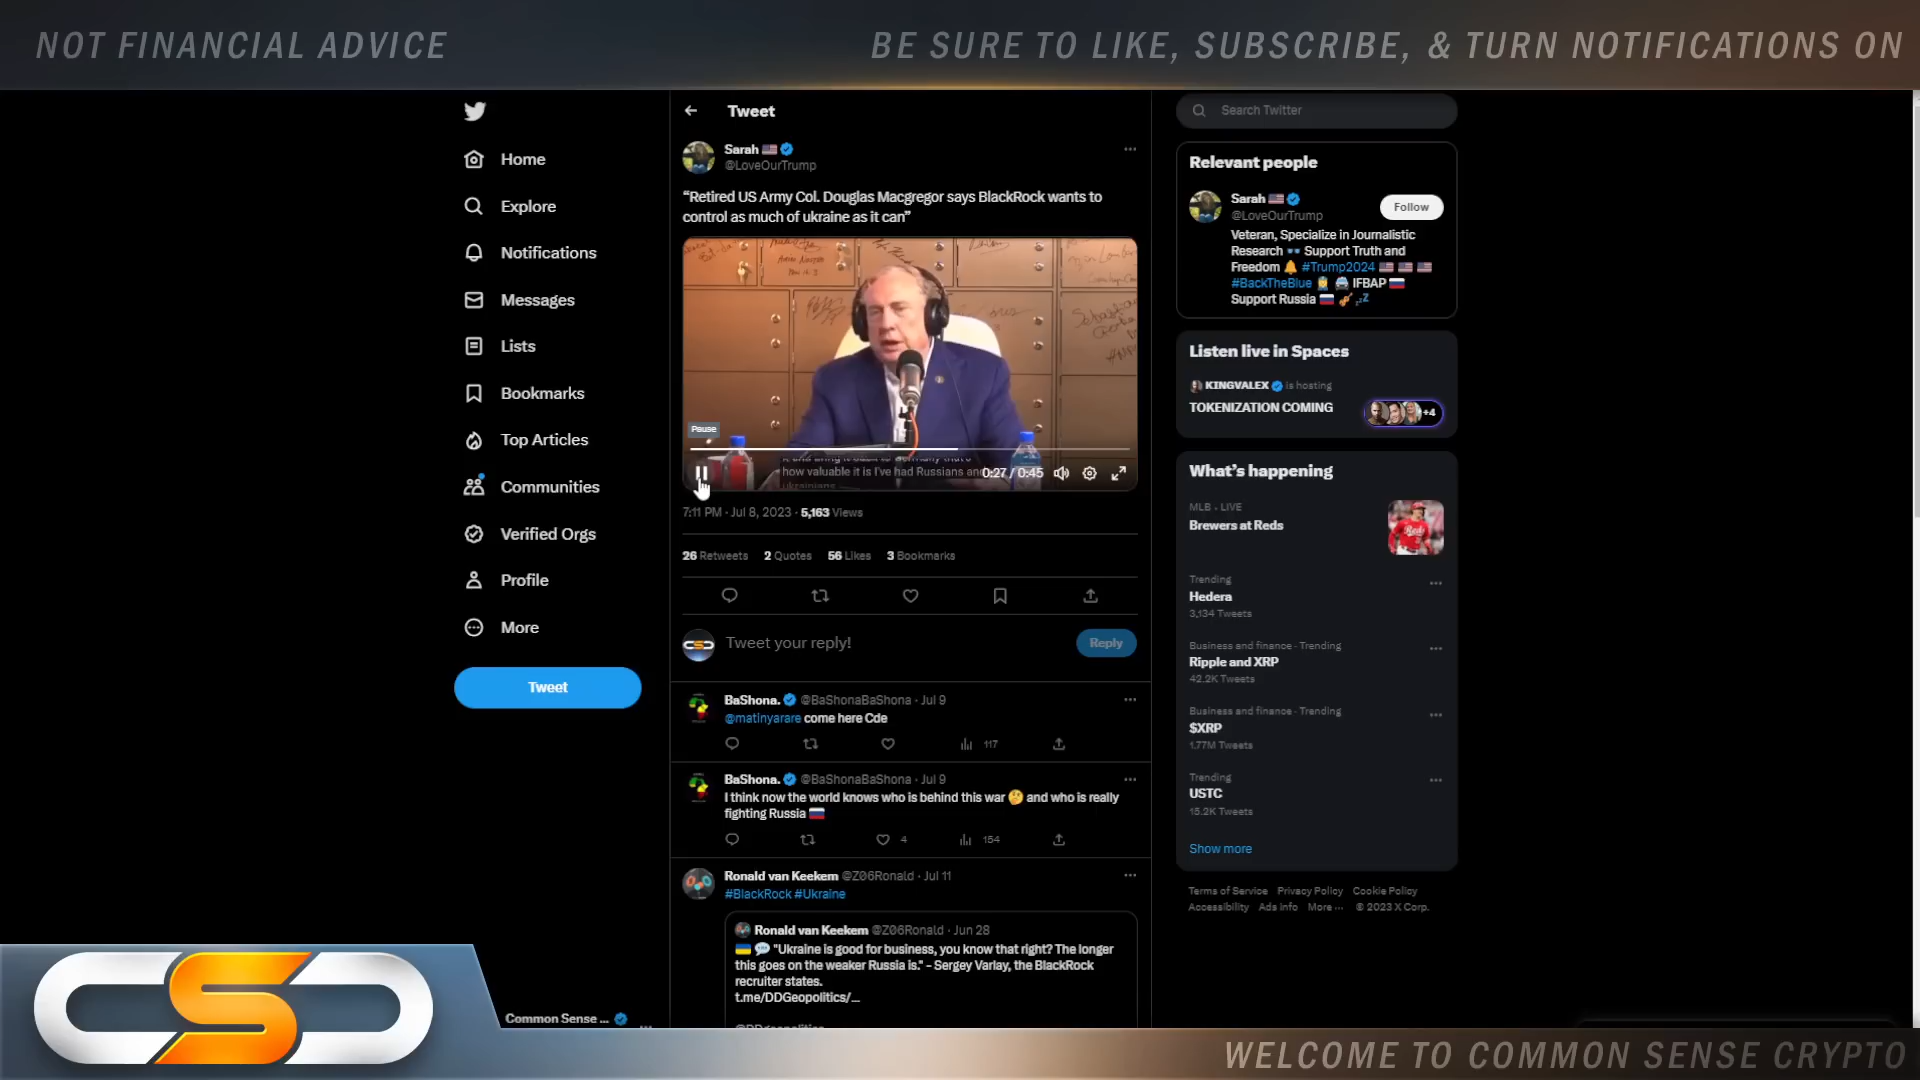 NOT FINANCIAL ADVICE
BE SURE TO LIKE, SUBSCRIBE, & TURN NOTIFICATIONS ON
Home
Explore
Notifications
Messages
Lists
Bookmarks
Top Articles
Communities
Verified Orgs
Profile
More
Tweet
Common Sense ...
Tweet
Sarah
@LoveOurTrump
“Retired US Army Col. Douglas Macgregor says BlackRock wants to
control as much of ukraine as it can”
Pause
how valuable it is I've had Russians and
ukrainians
0:27 / 0:45
7:11 PM · Jul 8, 2023 · 5,163 Views
26 Retweets 2 Quotes 56 Likes 3 Bookmarks
CSC
Tweet your reply!
Reply
BaShona. @BaShonaBaShona · Jul 9
@matinyarare come here Cde
117
BaShona. @BaShonaBaShona · Jul 9
I think now the world knows who is behind this war 🤔 and who is really
fighting Russia
4 154
Ronald van Keekem @Z06Ronald · Jul 11
#BlackRock #Ukraine
Ronald van Keekem @Z06Ronald · Jun 28
"Ukraine is good for business, you know that right? The longer
this goes on the weaker Russia is." - Sergey Varlay, the BlackRock
recruiter states.
t.me/DDGeopolitics/...
Search Twitter
Relevant people
Sarah
@LoveOurTrump
Follow
Veteran, Specialize in Journalistic
Research 👓 Support Truth and
Freedom 🔔 #Trump2024
#BackTheBlue IFBAP
Support Russia
Listen live in Spaces
KINGVALEX is hosting
TOKENIZATION COMING
+4
What's happening
MLB · LIVE
Brewers at Reds
Trending
Hedera
3,134 Tweets
Business and finance · Trending
Ripple and XRP
42.2K Tweets
Business and finance · Trending
$XRP
1.77M Tweets
Trending
USTC
15.2K Tweets
Show more
Terms of Service Privacy Policy Cookie Policy
Accessibility Ads info More ... © 2023 X Corp.
CSC
WELCOME TO COMMON SENSE CRYPTO